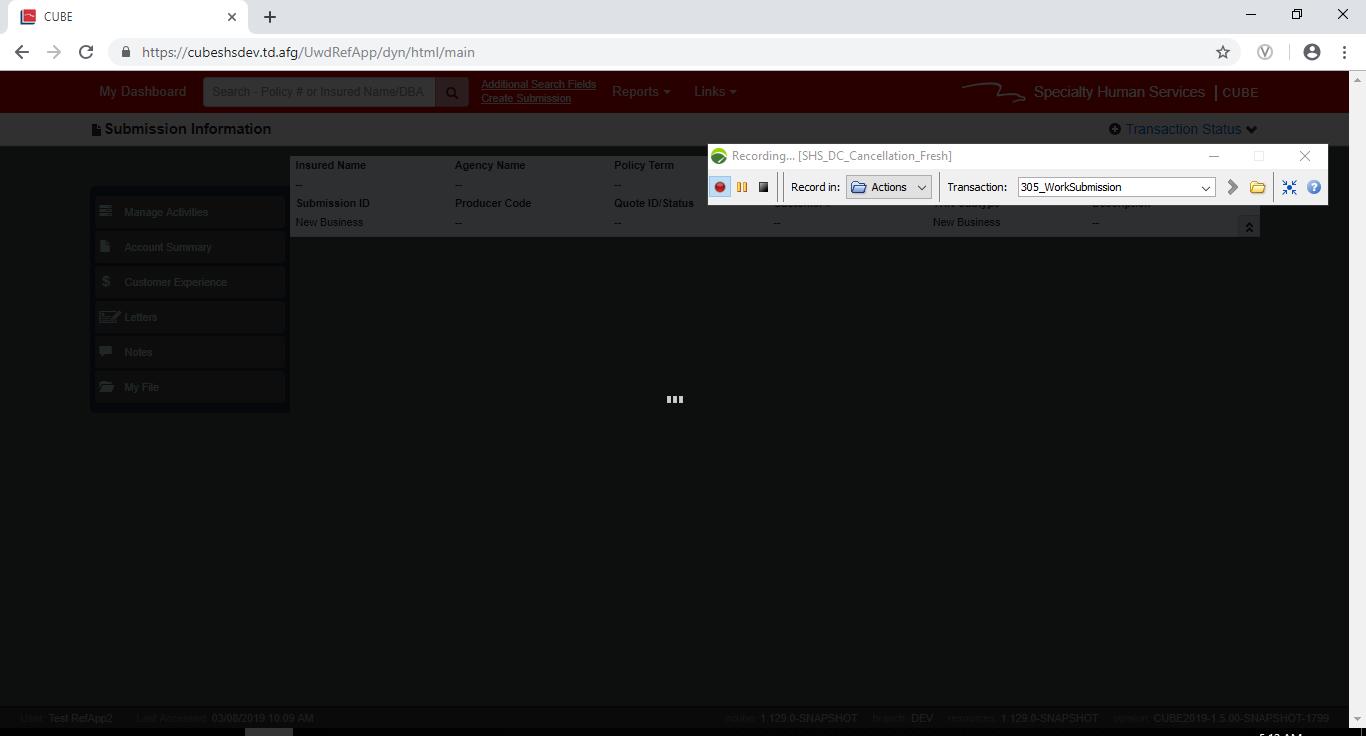 CUBE
https://cubeshsdev.td.afg/UwdRefApp/dyn/html/main
My Dashboard
Search - Policy # or Insured Name/DBA
Additional Search Fields
Create Submission
Reports
Links
Specialty Human Services | CUBE
Submission Information
Transaction Status
Recording... [SHS_DC_Cancellation_Fresh]
Record in: Actions Transaction: 305_WorkSubmission
Insured Name Agency Name Policy Term
-- -- --
Submission ID Producer Code Quote ID/Status
New Business -- -- -- New Business --
Manage Activities
Account Summary
$ Customer Experience
Letters
Notes
My File
User: Test RefApp2 Last Accessed: 03/08/2019 10:09 AM ncube: 1.129.0-SNAPSHOT branch: DEV resources: 1.129.0-SNAPSHOT version: CUBE2019-1.5.00-SNAPSHOT-1799